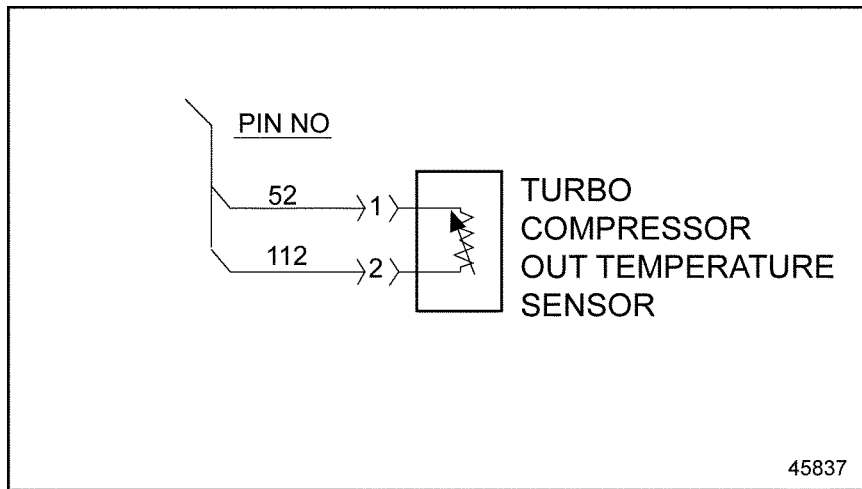 PIN NO
52
1
TURBO
COMPRESSOR
112
2
OUT TEMPERATURE
SENSOR
45837